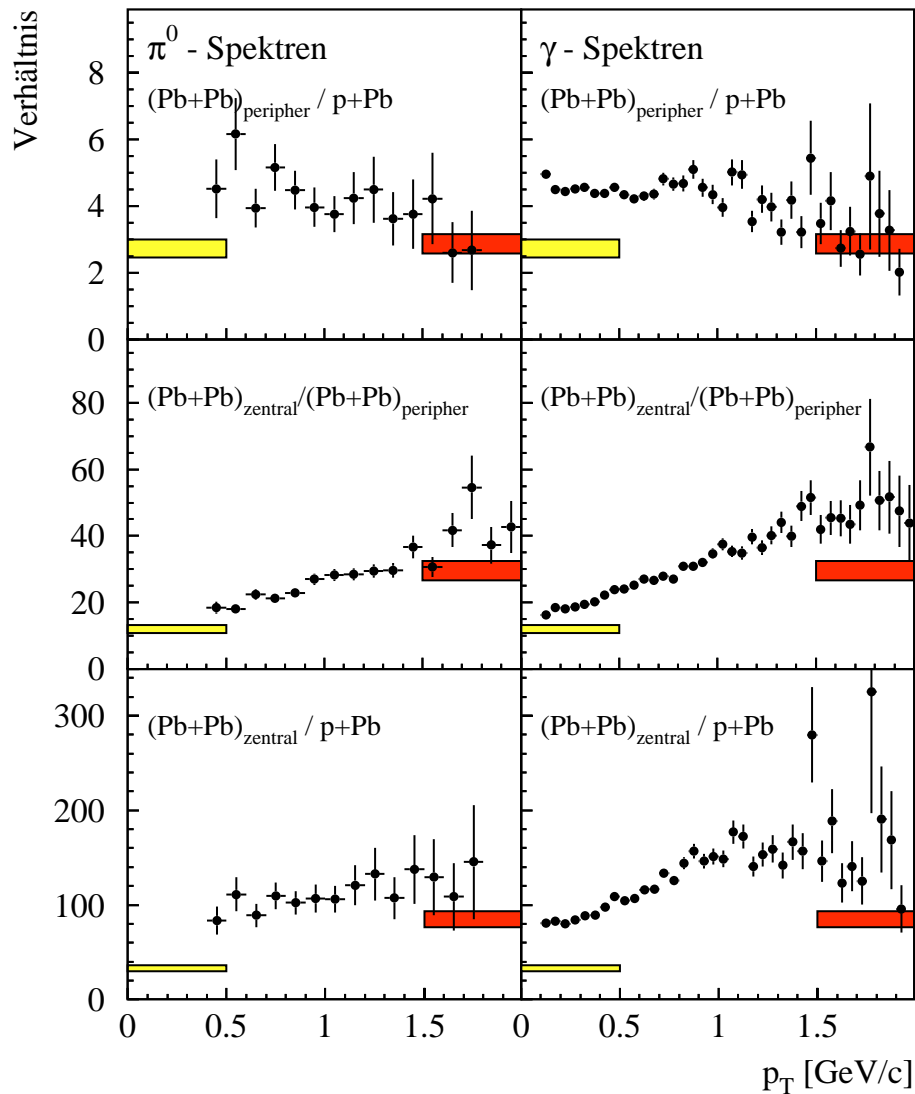 Verhältnis
π⁰ - Spektren
γ - Spektren
(Pb+Pb)peripher / p+Pb
(Pb+Pb)peripher / p+Pb
8
6
4
2
0
(Pb+Pb)zentral/(Pb+Pb)peripher
(Pb+Pb)zentral/(Pb+Pb)peripher
80
60
40
20
0
(Pb+Pb)zentral / p+Pb
(Pb+Pb)zentral / p+Pb
300
200
100
0
0 0.5 1 1.5 0 0.5 1 1.5
pT [GeV/c]